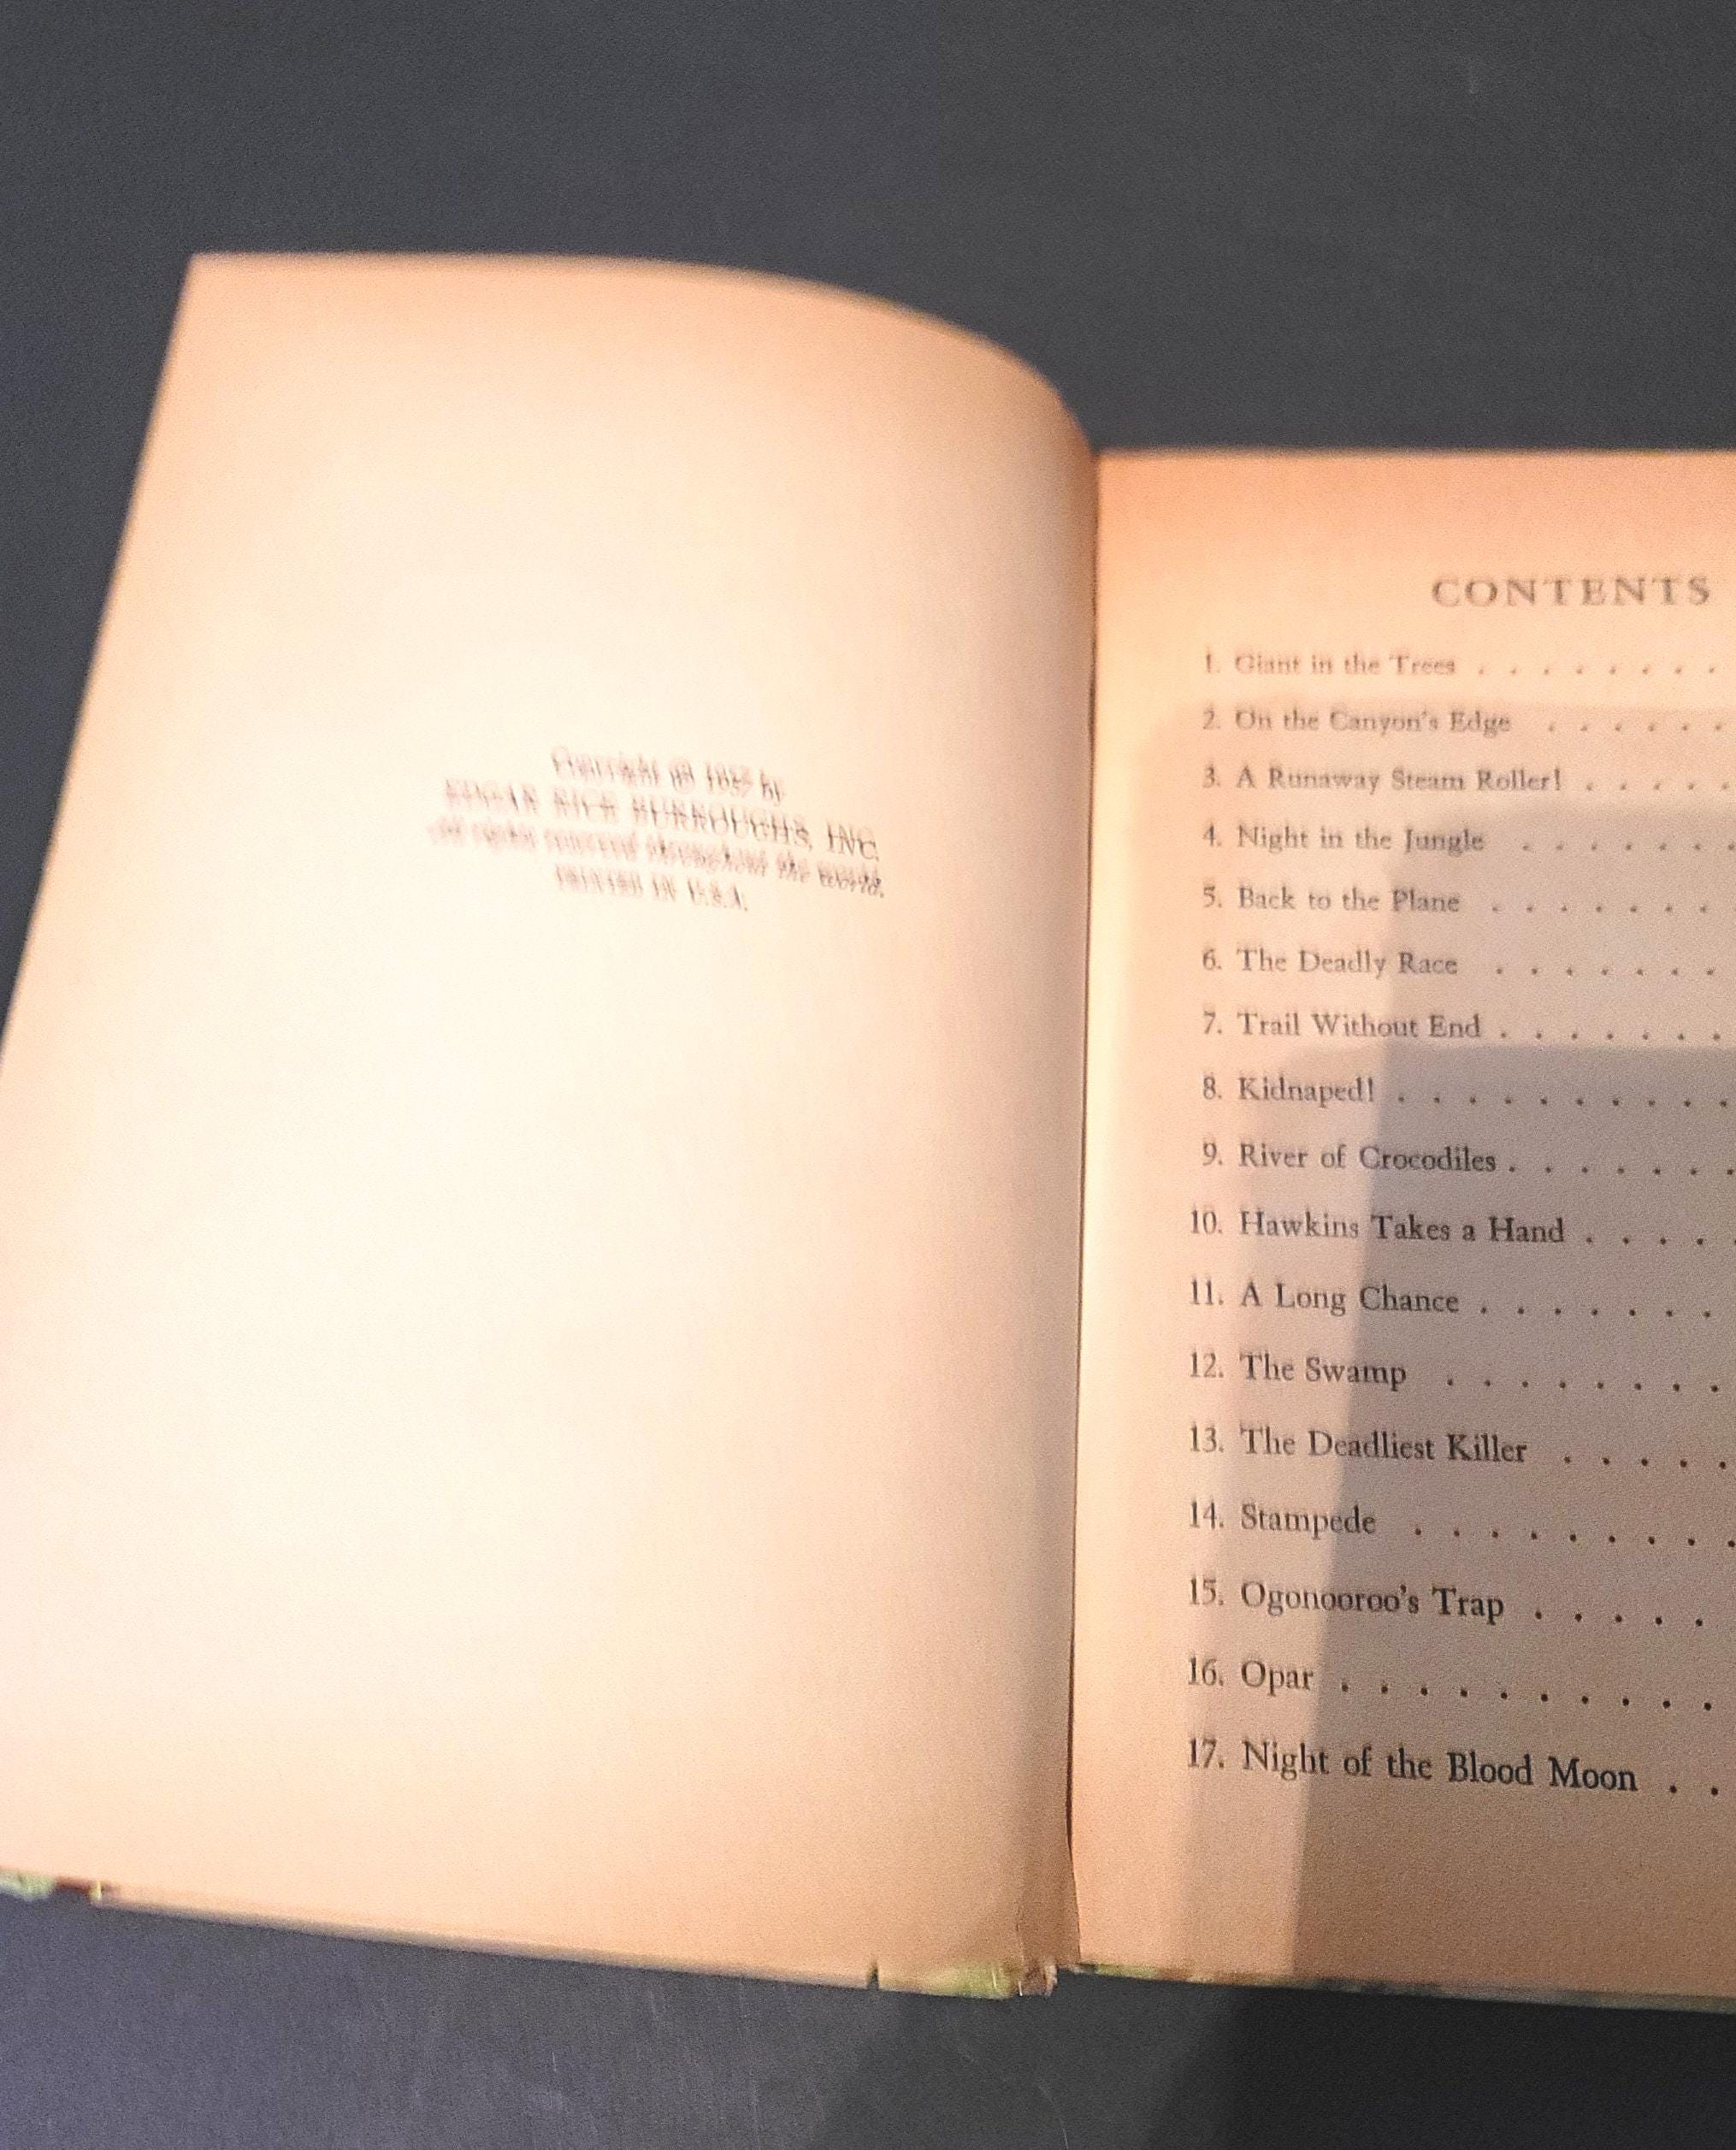 Copyright © 1957 by
EDGAR RICE BURROUGHS, INC.
All rights reserved throughout the world.
PRINTED IN U.S.A.
CONTENTS
1. Giant in the Trees . . . . . . . .
2. On the Canyon's Edge . . . . . .
3. A Runaway Steam Roller! . . . . .
4. Night in the Jungle . . . . . . .
5. Back to the Plane . . . . . . .
6. The Deadly Race . . . . . . .
7. Trail Without End . . . . . . .
8. Kidnaped! . . . . . . . . . .
9. River of Crocodiles . . . . . . .
10. Hawkins Takes a Hand . . . . .
11. A Long Chance . . . . . . .
12. The Swamp . . . . . . . .
13. The Deadliest Killer . . . . .
14. Stampede . . . . . . . . .
15. Ogonooroo's Trap . . . . .
16. Opar . . . . . . . . . .
17. Night of the Blood Moon . .